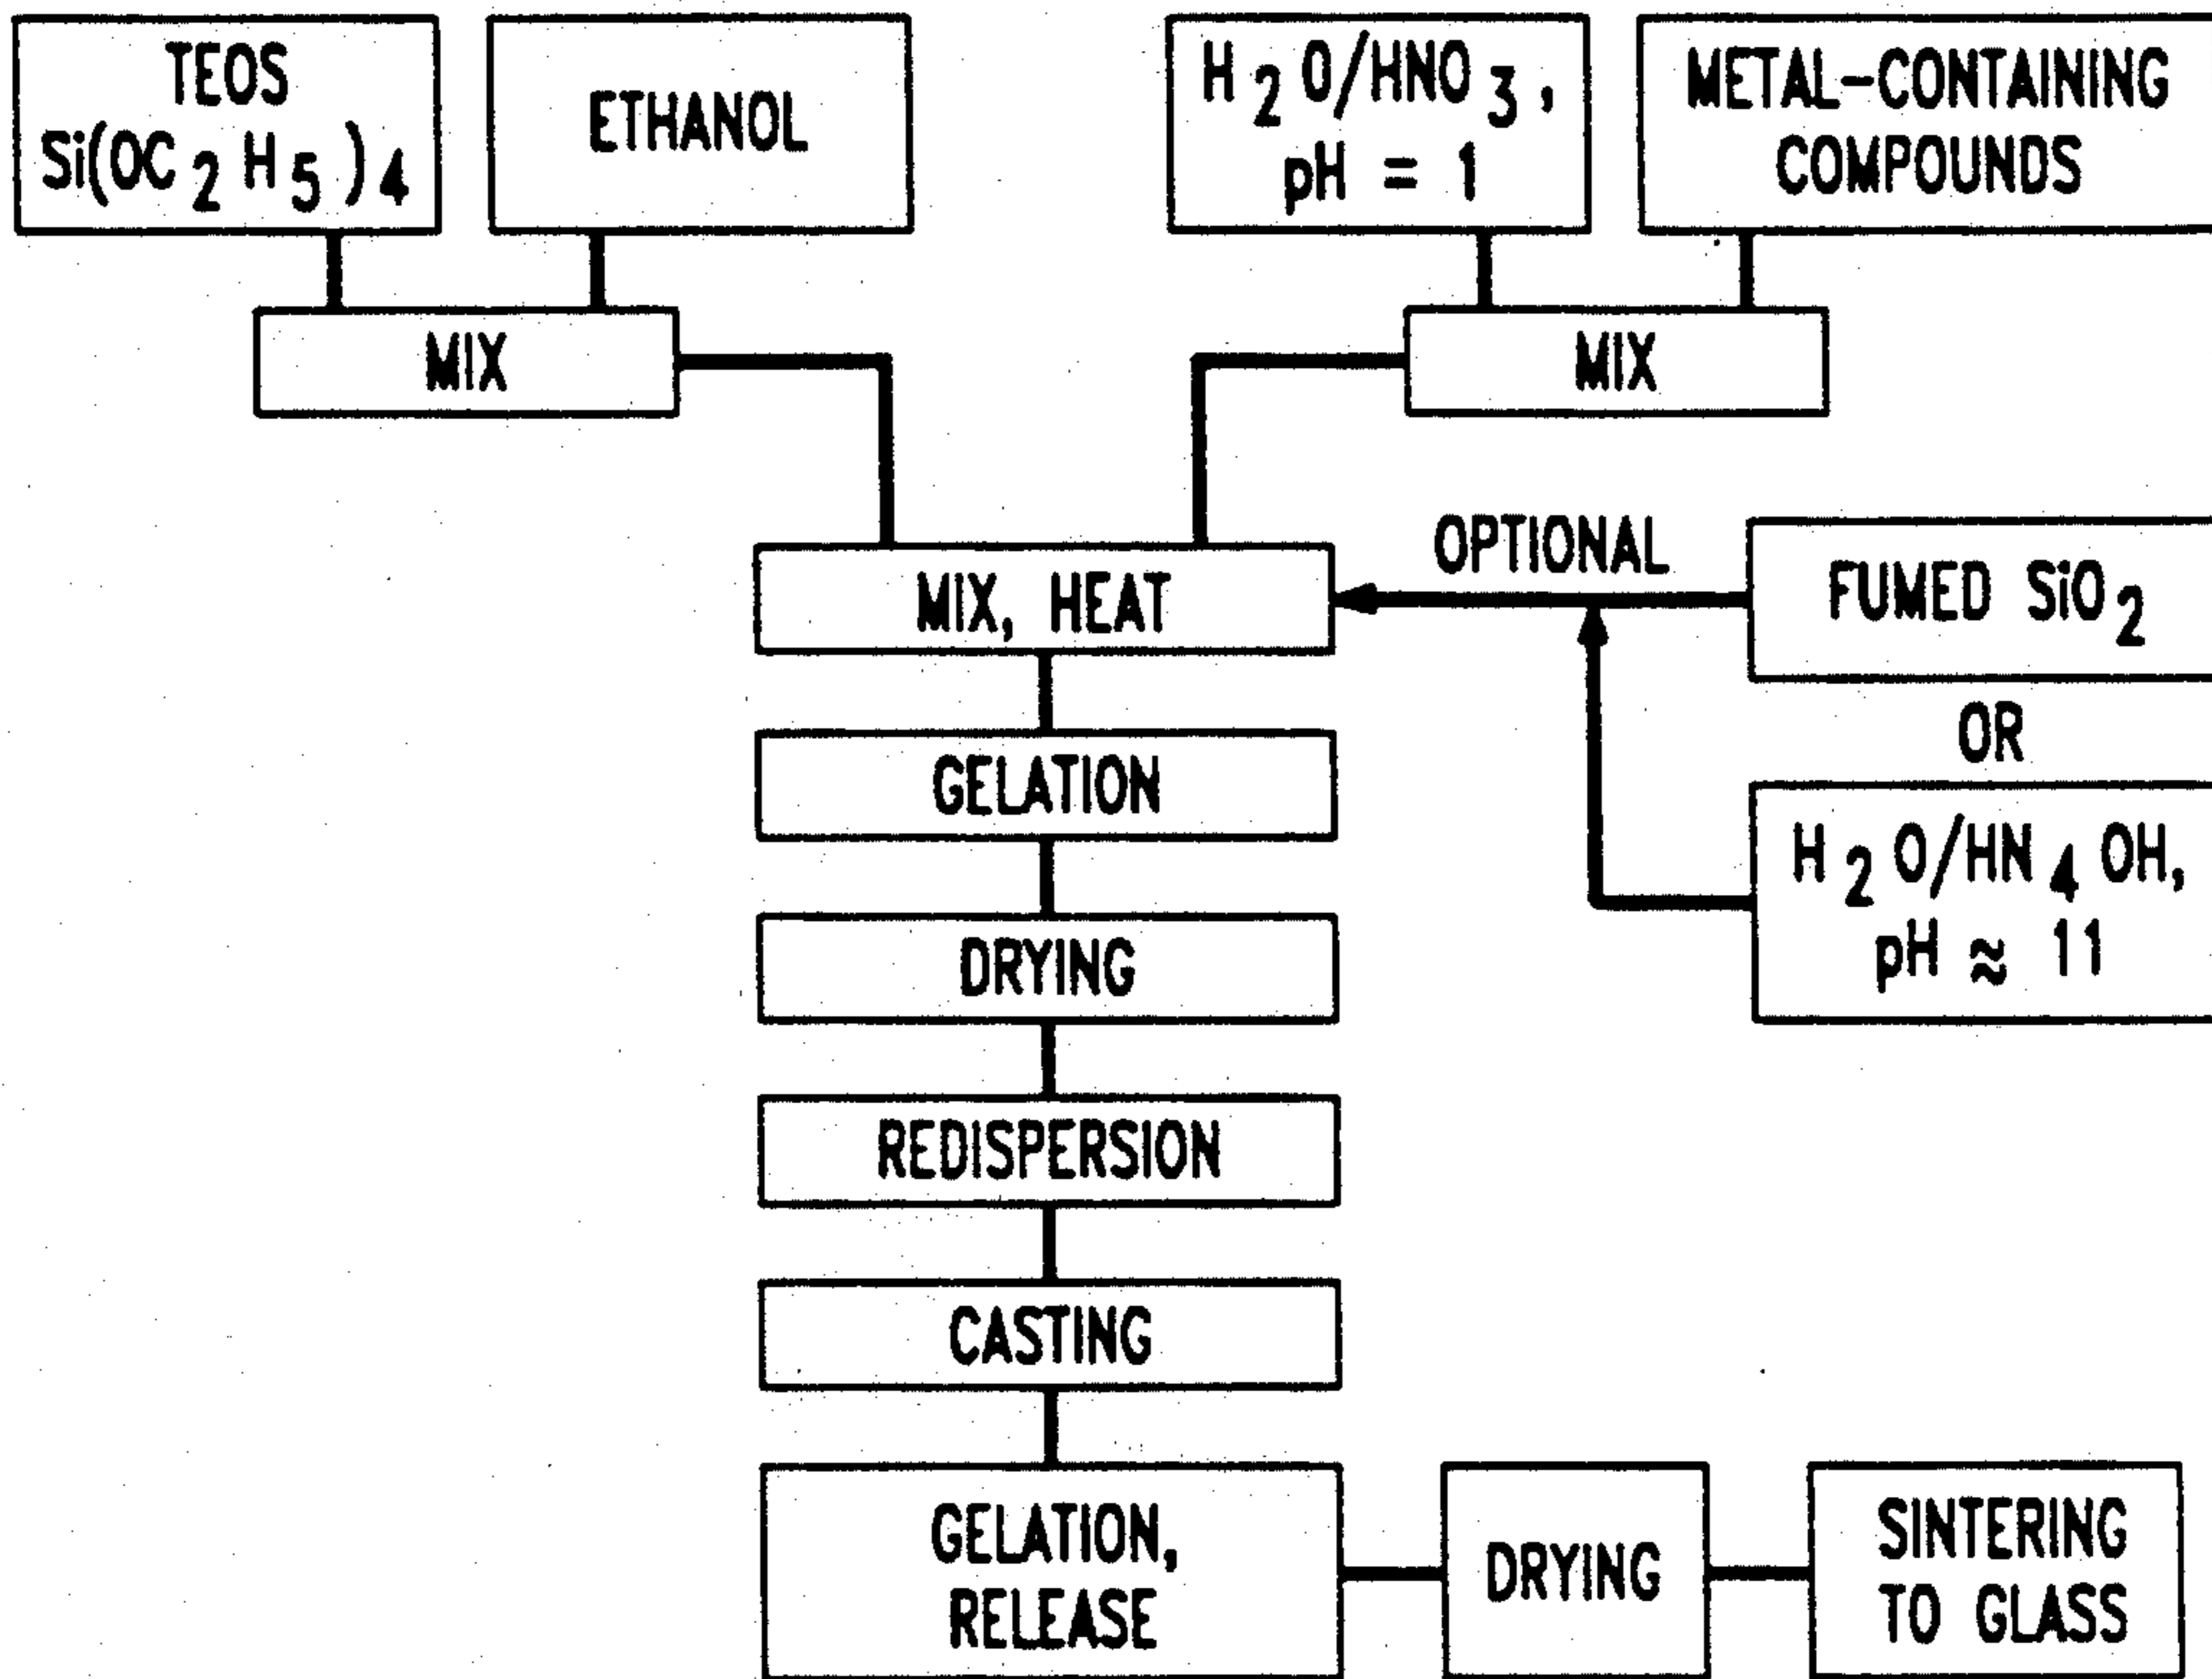 TEOS
Si(OC2H5)4
ETHANOL
H2O/HNO3,
pH = 1
METAL-CONTAINING
COMPOUNDS
MIX
MIX
OPTIONAL
MIX, HEAT
FUMED SiO2
OR
GELATION
H2O/HN4OH,
pH ≈ 11
DRYING
REDISPERSION
CASTING
GELATION,
RELEASE
DRYING
SINTERING
TO GLASS